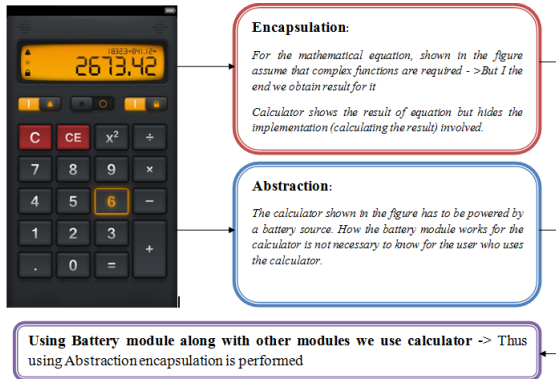 1832.3+841.12=
2673.42
C CE x² ÷
7 8 9 ×
4 5 6 −
1 2 3 +
. 0 =
Encapsulation:
For the mathematical equation, shown in the figure
assume that complex functions are required - >But I the
end we obtain result for it
Calculator shows the result of equation but hides the
implementation (calculating the result) involved.
Abstraction:
The calculator shown in the figure has to be powered by
a battery source. How the battery module works for the
calculator is not necessary to know for the user who uses
the calculator.
Using Battery module along with other modules we use calculator -> Thus
using Abstraction encapsulation is performed